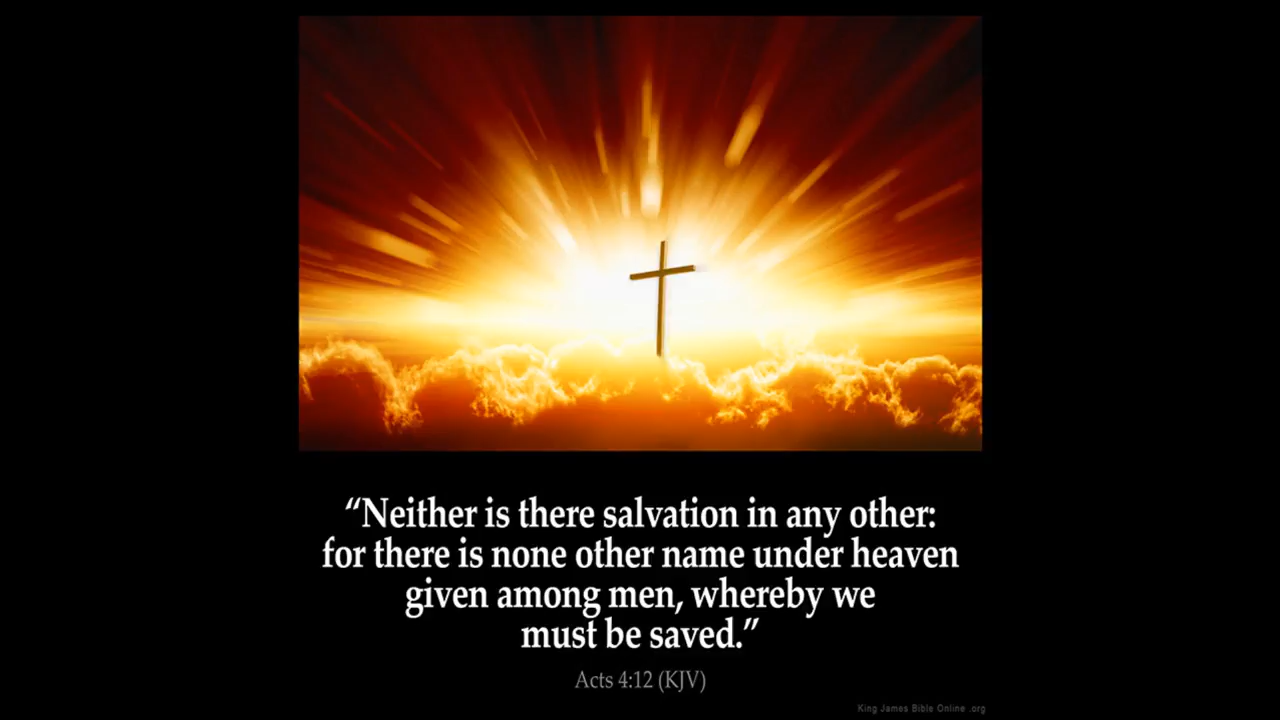 “Neither is there salvation in any other:
for there is none other name under heaven
given among men, whereby we
must be saved.”
Acts 4:12 (KJV)
King James Bible Online .org